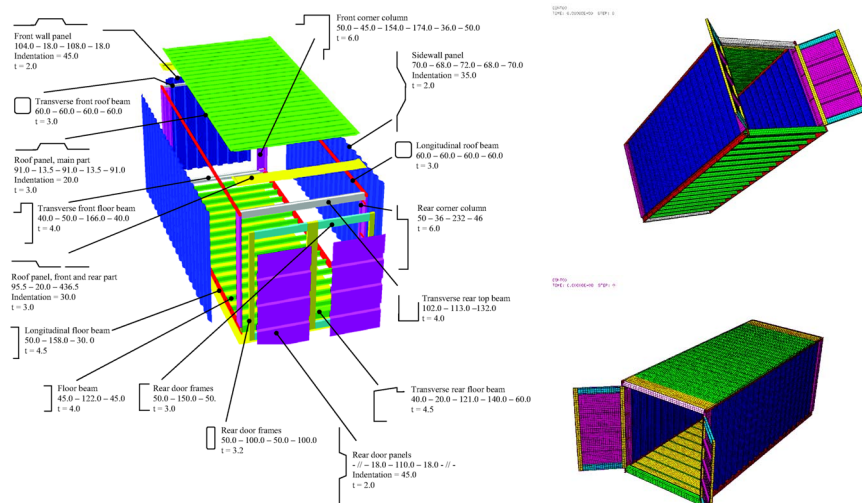 Front wall panel
104.0 – 18.0 – 108.0 – 18.0
Indentation = 45.0
t = 2.0
Transverse front roof beam
60.0 – 60.0 – 60.0 – 60.0
t = 3.0
Roof panel, main part
91.0 – 13.5 – 91.0 – 13.5 – 91.0
Indentation = 20.0
t = 3.0
Transverse front floor beam
40.0 – 50.0 – 166.0 – 40.0
t = 4.0
Roof panel, front and rear part
95.5 – 20.0 – 436.5
Indentation = 30.0
t = 3.0
Longitudinal floor beam
50.0 – 158.0 – 30. 0
t = 4.5
Floor beam
45.0 – 122.0 – 45.0
t = 4.0
Rear door frames
50.0 – 150.0 – 50.
t = 3.0
Rear door frames
50.0 – 100.0 – 50.0 – 100.0
t = 3.2
Rear door panels
- // – 18.0 – 110.0 – 18.0 - // -
Indentation = 45.0
t = 2.0
Front corner column
50.0 – 45.0 – 154.0 – 174.0 – 36.0 – 50.0
t = 6.0
Sidewall panel
70.0 – 68.0 – 72.0 – 68.0 – 70.0
Indentation = 35.0
t = 2.0
Longitudinal roof beam
60.0 – 60.0 – 60.0 – 60.0
t = 3.0
Rear corner column
50 – 36 – 232 – 46
t = 6.0
Transverse rear top beam
102.0 – 113.0 -132.0
t = 4.0
Transverse rear floor beam
40.0 – 20.0 – 121.0 – 140.0 – 60.0
t = 4.5